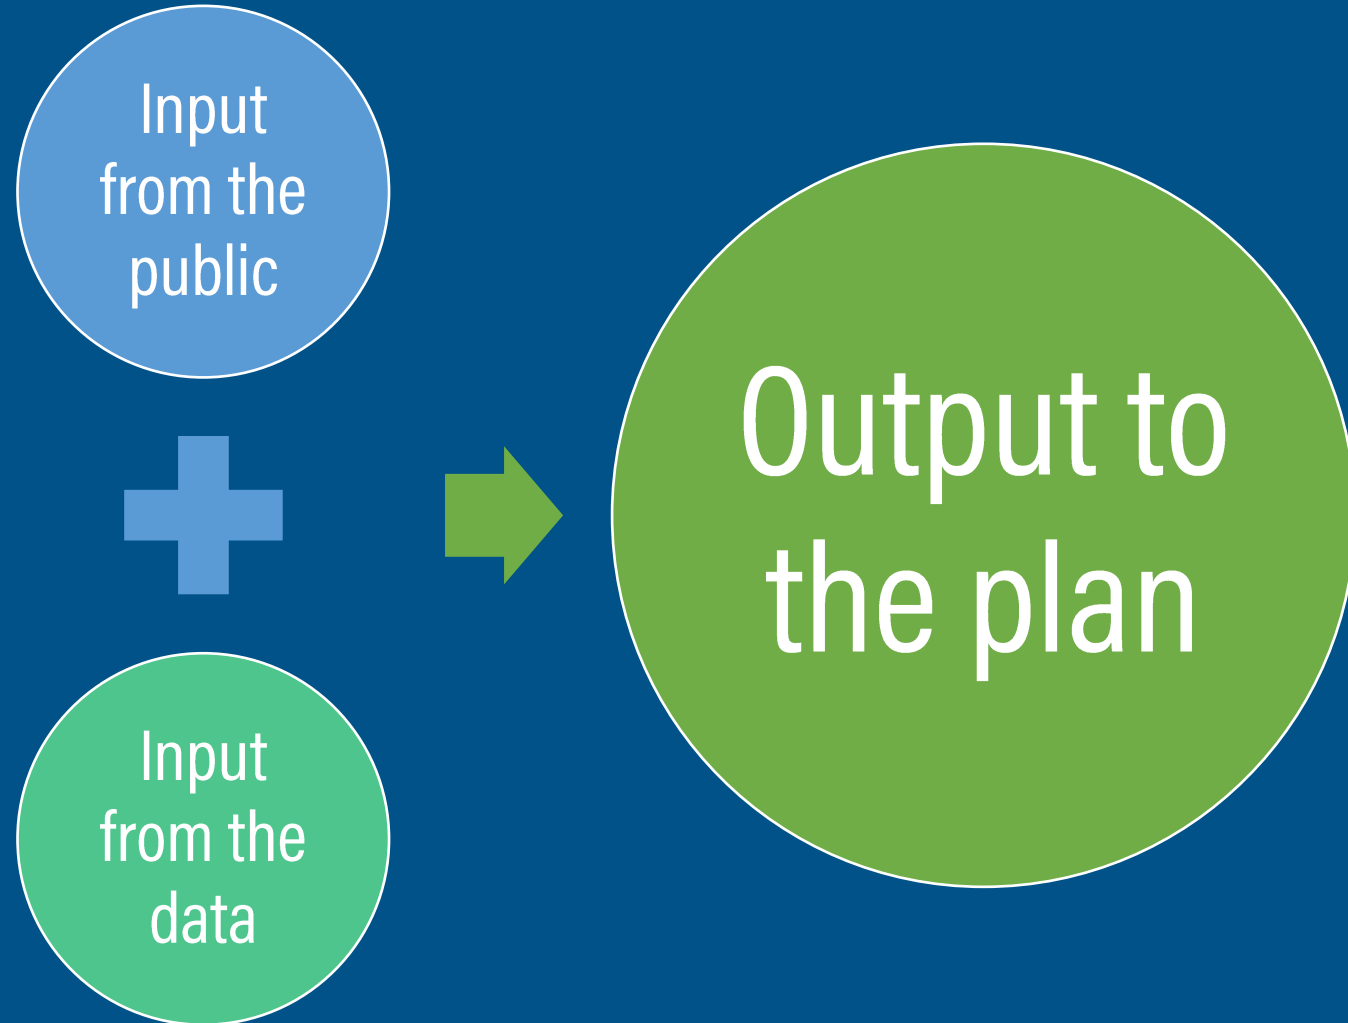 Input
from the
public
Input
from the
data
Output to
the plan